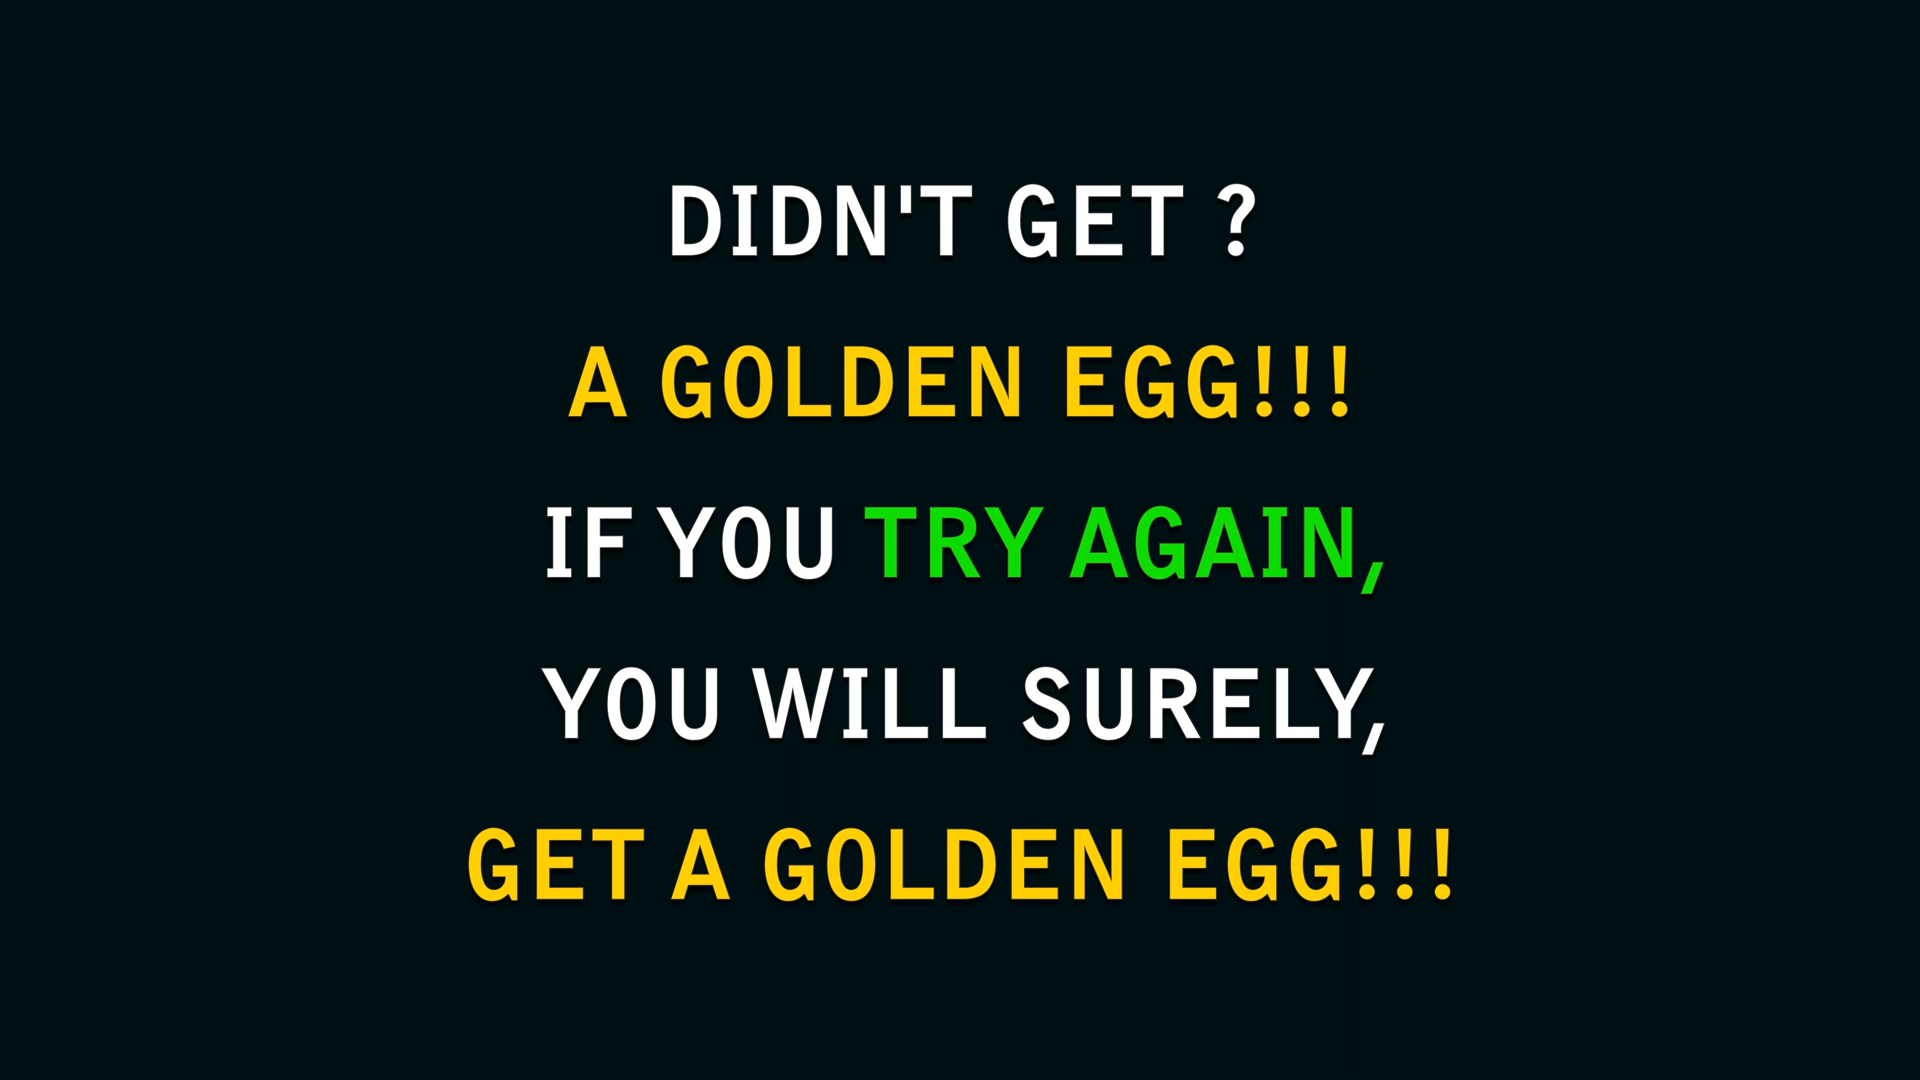 DIDN'T GET ?
A GOLDEN EGG!!!
IF YOU TRY AGAIN,
YOU WILL SURELY,
GET A GOLDEN EGG!!!